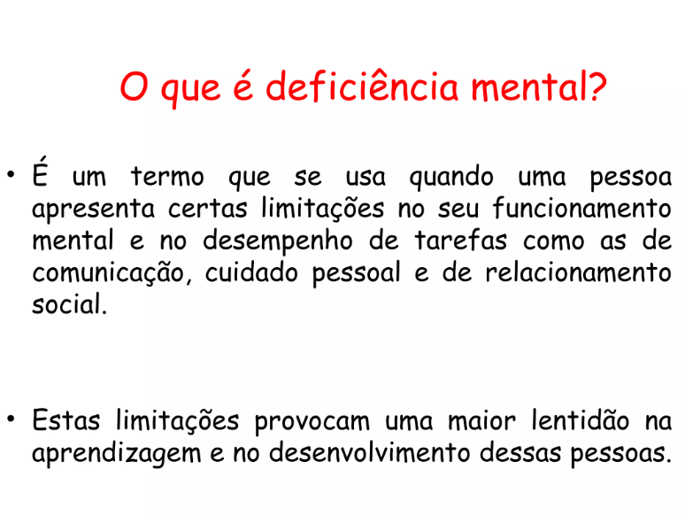 O que é deficiência mental?
• É um termo que se usa quando uma pessoa
apresenta certas limitações no seu funcionamento
mental e no desempenho de tarefas como as de
comunicação, cuidado pessoal e de relacionamento
social.
• Estas limitações provocam uma maior lentidão na
aprendizagem e no desenvolvimento dessas pessoas.